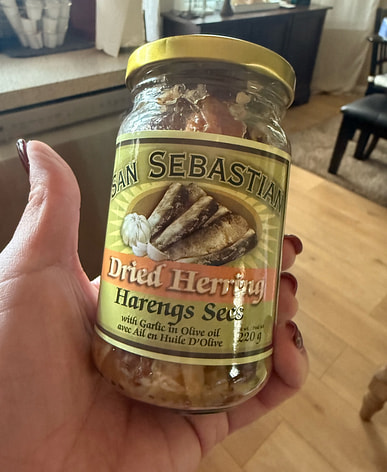 SAN SEBASTIAN
Dried Herring
Harengs Secs
with Garlic in Olive oil
avec Ail en Huile D'Olive
220 g